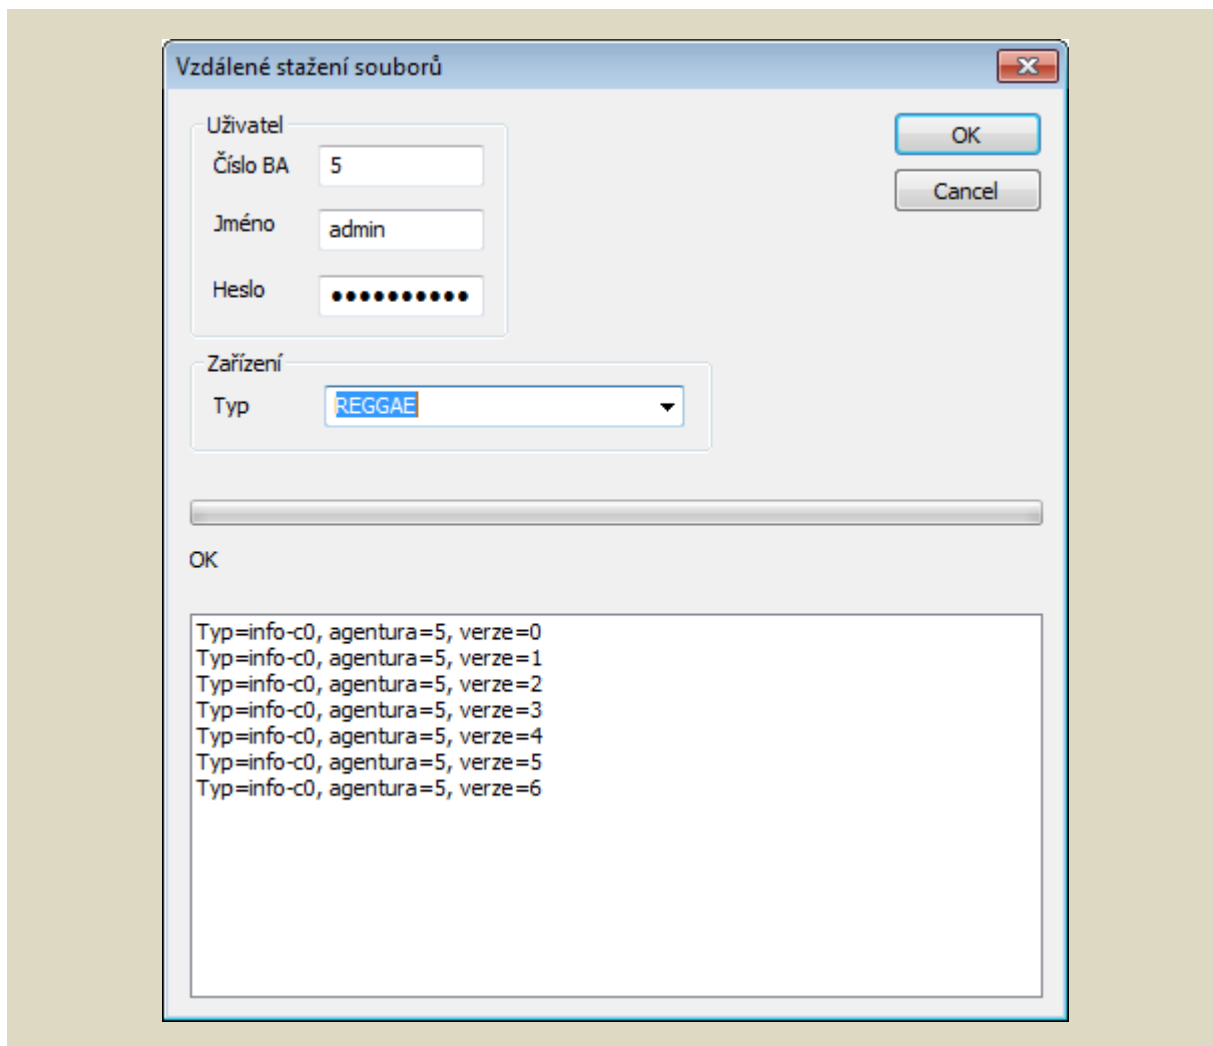 Vzdálené stažení souborů
Uživatel
Číslo BA 5
Jméno admin
Heslo ●●●●●●●●●●
OK
Cancel
Zařízení
Typ REGGAE
OK
Typ=info-c0, agentura=5, verze=0
Typ=info-c0, agentura=5, verze=1
Typ=info-c0, agentura=5, verze=2
Typ=info-c0, agentura=5, verze=3
Typ=info-c0, agentura=5, verze=4
Typ=info-c0, agentura=5, verze=5
Typ=info-c0, agentura=5, verze=6